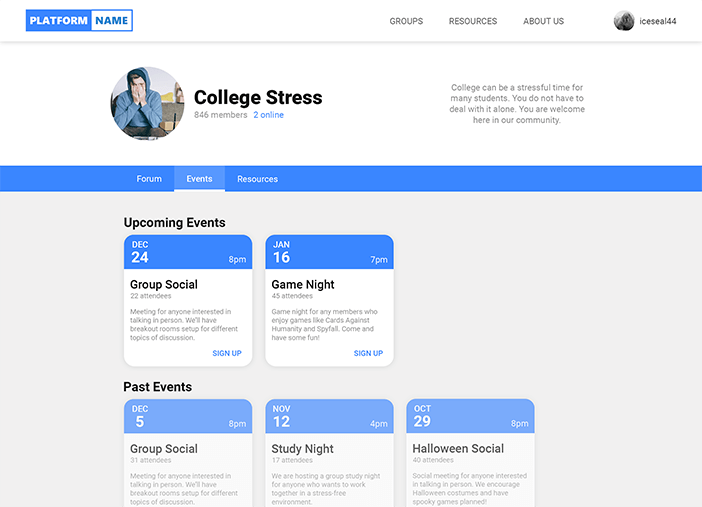 PLATFORM NAME
GROUPS RESOURCES ABOUT US iceseal44
College Stress
846 members 2 online
College can be a stressful time for
many students. You do not have to
deal with it alone. You are welcome
here in our community.
Forum Events Resources
Upcoming Events
DEC
24 8pm
Group Social
22 attendees
Meeting for anyone interested in
talking in person. We'll have
breakout rooms setup for different
topics of discussion.
SIGN UP
JAN
16 7pm
Game Night
45 attendees
Game night for any members who
enjoy games like Cards Against
Humanity and Spyfall. Come and
have some fun!
SIGN UP
Past Events
DEC
5 8pm
Group Social
31 attendees
Meeting for anyone interested in
talking in person. We'll have
breakout rooms setup for different
topics of discussion.
NOV
12 4pm
Study Night
17 attendees
We are hosting a group study night
for anyone who wants to work
together in a stress-free
environment.
OCT
29 8pm
Halloween Social
40 attendees
Social meeting for anyone interested
in talking in person. We encourage
Halloween costumes and have
spooky games planned!